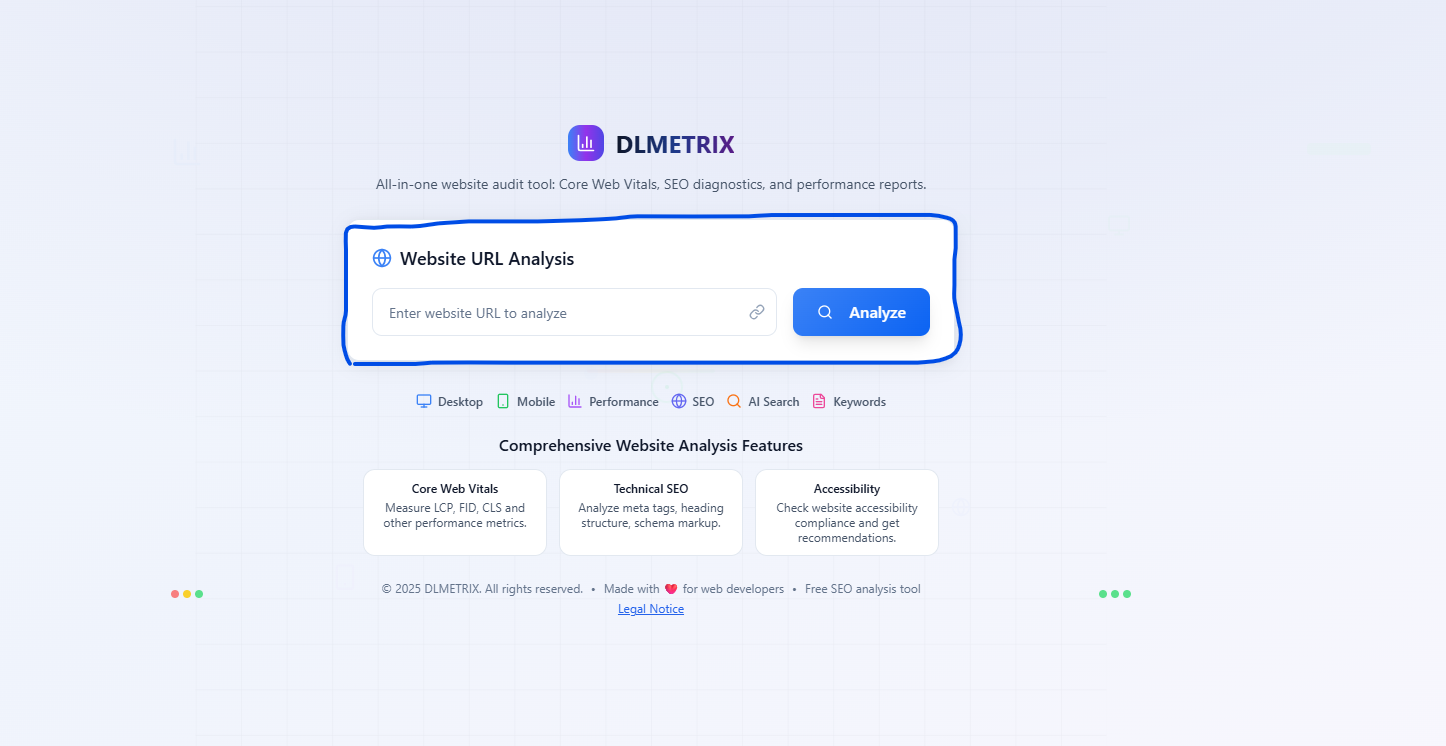 DLMETRIX
All-in-one website audit tool: Core Web Vitals, SEO diagnostics, and performance reports.
Website URL Analysis
Enter website URL to analyze
Analyze
Desktop Mobile Performance SEO AI Search Keywords
Comprehensive Website Analysis Features
Core Web Vitals
Measure LCP, FID, CLS and
other performance metrics.
Technical SEO
Analyze meta tags, heading
structure, schema markup.
Accessibility
Check website accessibility
compliance and get
recommendations.
© 2025 DLMETRIX. All rights reserved. • Made with ❤️ for web developers • Free SEO analysis tool
Legal Notice